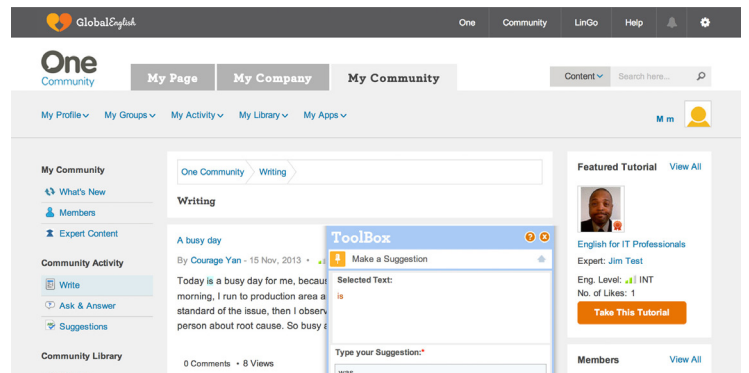 GlobalEnglish One Community LinGo Help
One
Community
My Page My Company My Community
Content Search here...
My Profile My Groups My Activity My Library My Apps
M m
My Community
What's New
Members
Expert Content
Community Activity
Write
Ask & Answer
Suggestions
Community Library
One Community Writing
Writing
A busy day
By Courage Yan - 15 Nov, 2013 •
Today is a busy day for me, becau
morning, I run to production area a
standard of the issue, then I observ
person about root cause. So busy a
0 Comments • 8 Views
ToolBox
Make a Suggestion
Selected Text:
is
Type your Suggestion:*
was
Featured Tutorial View All
English for IT Professionals
Expert: Jim Test
Eng. Level: INT
No. of Likes: 1
Take This Tutorial
Members View All